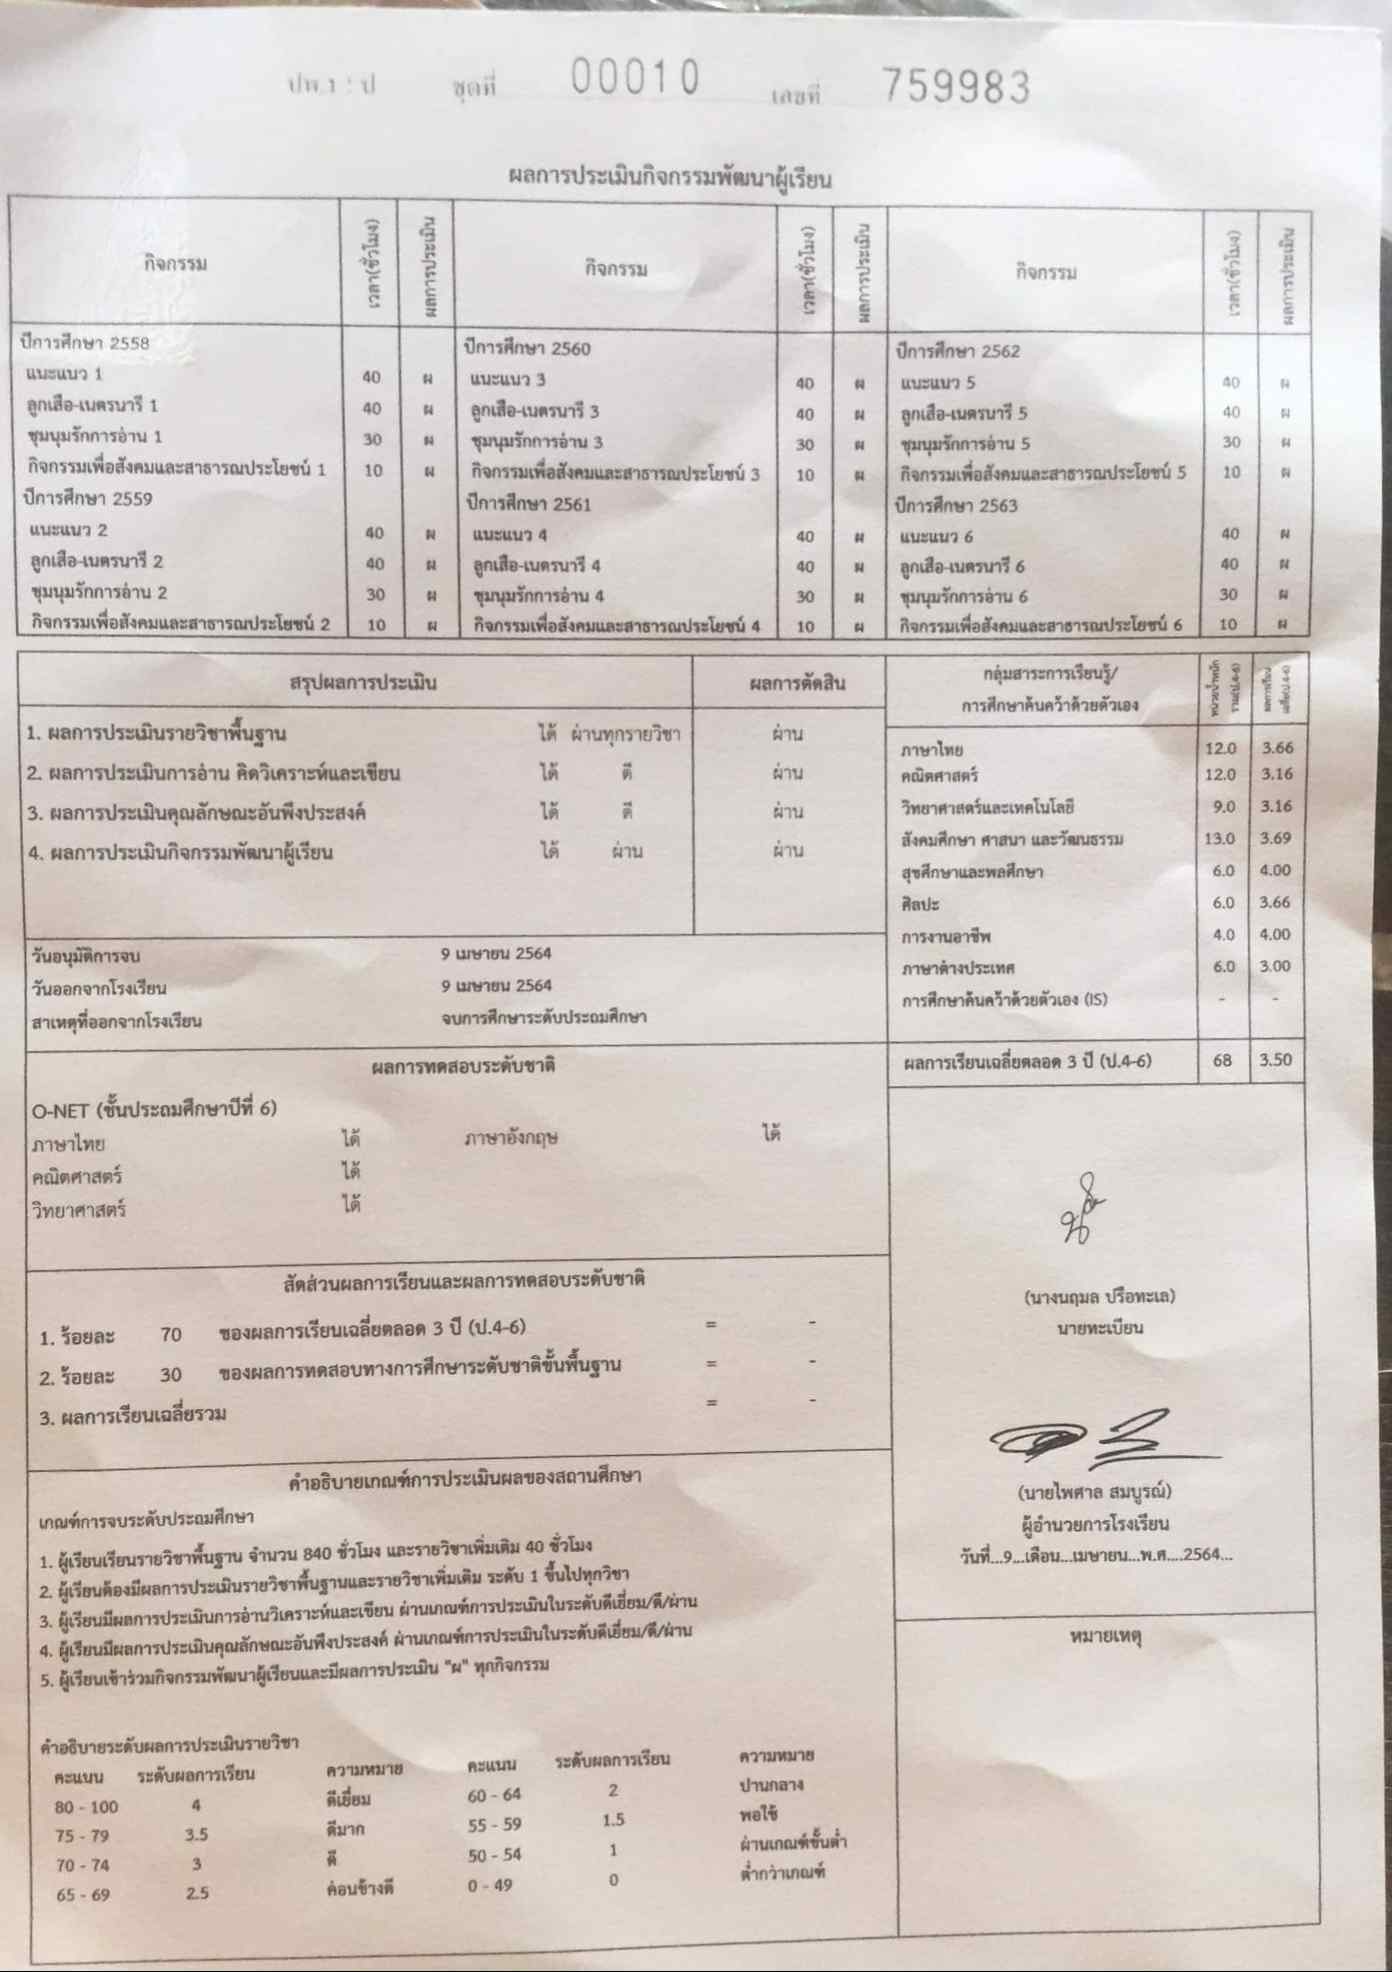 ปพ.1 : ป ชุดที่ 00010 เลขที่ 759983
ผลการประเมินกิจกรรมพัฒนาผู้เรียน
กิจกรรม เวลา(ชั่วโมง) ผลการประเมิน กิจกรรม เวลา(ชั่วโมง) ผลการประเมิน กิจกรรม เวลา(ชั่วโมง) ผลการประเมิน
ปีการศึกษา 2558 ปีการศึกษา 2560 ปีการศึกษา 2562
แนะแนว 1 40 ผ แนะแนว 3 40 ผ แนะแนว 5 40 ผ
ลูกเสือ-เนตรนารี 1 40 ผ ลูกเสือ-เนตรนารี 3 40 ผ ลูกเสือ-เนตรนารี 5 40 ผ
ชุมนุมรักการอ่าน 1 30 ผ ชุมนุมรักการอ่าน 3 30 ผ ชุมนุมรักการอ่าน 5 30 ผ
กิจกรรมเพื่อสังคมและสาธารณประโยชน์ 1 10 ผ กิจกรรมเพื่อสังคมและสาธารณประโยชน์ 3 10 ผ กิจกรรมเพื่อสังคมและสาธารณประโยชน์ 5 10 ผ
ปีการศึกษา 2559 ปีการศึกษา 2561 ปีการศึกษา 2563
แนะแนว 2 40 ผ แนะแนว 4 40 ผ แนะแนว 6 40 ผ
ลูกเสือ-เนตรนารี 2 40 ผ ลูกเสือ-เนตรนารี 4 40 ผ ลูกเสือ-เนตรนารี 6 40 ผ
ชุมนุมรักการอ่าน 2 30 ผ ชุมนุมรักการอ่าน 4 30 ผ ชุมนุมรักการอ่าน 6 30 ผ
กิจกรรมเพื่อสังคมและสาธารณประโยชน์ 2 10 ผ กิจกรรมเพื่อสังคมและสาธารณประโยชน์ 4 10 ผ กิจกรรมเพื่อสังคมและสาธารณประโยชน์ 6 10 ผ
สรุปผลการประเมิน ผลการตัดสิน
1. ผลการประเมินรายวิชาพื้นฐาน ได้ ผ่านทุกรายวิชา ผ่าน
2. ผลการประเมินการอ่าน คิดวิเคราะห์และเขียน ได้ ดี ผ่าน
3. ผลการประเมินคุณลักษณะอันพึงประสงค์ ได้ ดี ผ่าน
4. ผลการประเมินกิจกรรมพัฒนาผู้เรียน ได้ ผ่าน ผ่าน
วันอนุมัติการจบ 9 เมษายน 2564
วันออกจากโรงเรียน 9 เมษายน 2564
สาเหตุที่ออกจากโรงเรียน จบการศึกษาระดับประถมศึกษา
กลุ่มสาระการเรียนรู้/ หน่วยน้ำหนัก ผลการเรียน
การศึกษาค้นคว้าด้วยตัวเอง รวม(ป.4-6) เฉลี่ย(ป.4-6)
ภาษาไทย 12.0 3.66
คณิตศาสตร์ 12.0 3.16
วิทยาศาสตร์และเทคโนโลยี 9.0 3.16
สังคมศึกษา ศาสนา และวัฒนธรรม 13.0 3.69
สุขศึกษาและพลศึกษา 6.0 4.00
ศิลปะ 6.0 3.66
การงานอาชีพ 4.0 4.00
ภาษาต่างประเทศ 6.0 3.00
การศึกษาค้นคว้าด้วยตัวเอง (IS) - -
ผลการเรียนเฉลี่ยตลอด 3 ปี (ป.4-6) 68 3.50
ผลการทดสอบระดับชาติ
O-NET (ชั้นประถมศึกษาปีที่ 6)
ภาษาไทย ได้ ภาษาอังกฤษ ได้
คณิตศาสตร์ ได้
วิทยาศาสตร์ ได้
สัดส่วนผลการเรียนและผลการทดสอบระดับชาติ
1. ร้อยละ 70 ของผลการเรียนเฉลี่ยตลอด 3 ปี (ป.4-6) = -
2. ร้อยละ 30 ของผลการทดสอบทางการศึกษาระดับชาติขั้นพื้นฐาน = -
3. ผลการเรียนเฉลี่ยรวม = -
(นางนฤมล ปรือทะเล)
นายทะเบียน
(นายไพศาล สมบูรณ์)
ผู้อำนวยการโรงเรียน
วันที่...9...เดือน...เมษายน...พ.ศ....2564...
หมายเหตุ
คำอธิบายเกณฑ์การประเมินผลของสถานศึกษา
เกณฑ์การจบระดับประถมศึกษา
1. ผู้เรียนเรียนรายวิชาพื้นฐาน จำนวน 840 ชั่วโมง และรายวิชาเพิ่มเติม 40 ชั่วโมง
2. ผู้เรียนต้องมีผลการประเมินรายวิชาพื้นฐานและรายวิชาเพิ่มเติม ระดับ 1 ขึ้นไปทุกวิชา
3. ผู้เรียนมีผลการประเมินการอ่านวิเคราะห์และเขียน ผ่านเกณฑ์การประเมินในระดับดีเยี่ยม/ดี/ผ่าน
4. ผู้เรียนมีผลการประเมินคุณลักษณะอันพึงประสงค์ ผ่านเกณฑ์การประเมินในระดับดีเยี่ยม/ดี/ผ่าน
5. ผู้เรียนเข้าร่วมกิจกรรมพัฒนาผู้เรียนและมีผลการประเมิน "ผ" ทุกกิจกรรม
คำอธิบายระดับผลการประเมินรายวิชา
คะแนน ระดับผลการเรียน ความหมาย คะแนน ระดับผลการเรียน ความหมาย
80 - 100 4 ดีเยี่ยม 60 - 64 2 ปานกลาง
75 - 79 3.5 ดีมาก 55 - 59 1.5 พอใช้
70 - 74 3 ดี 50 - 54 1 ผ่านเกณฑ์ขั้นต่ำ
65 - 69 2.5 ค่อนข้างดี 0 - 49 0 ต่ำกว่าเกณฑ์